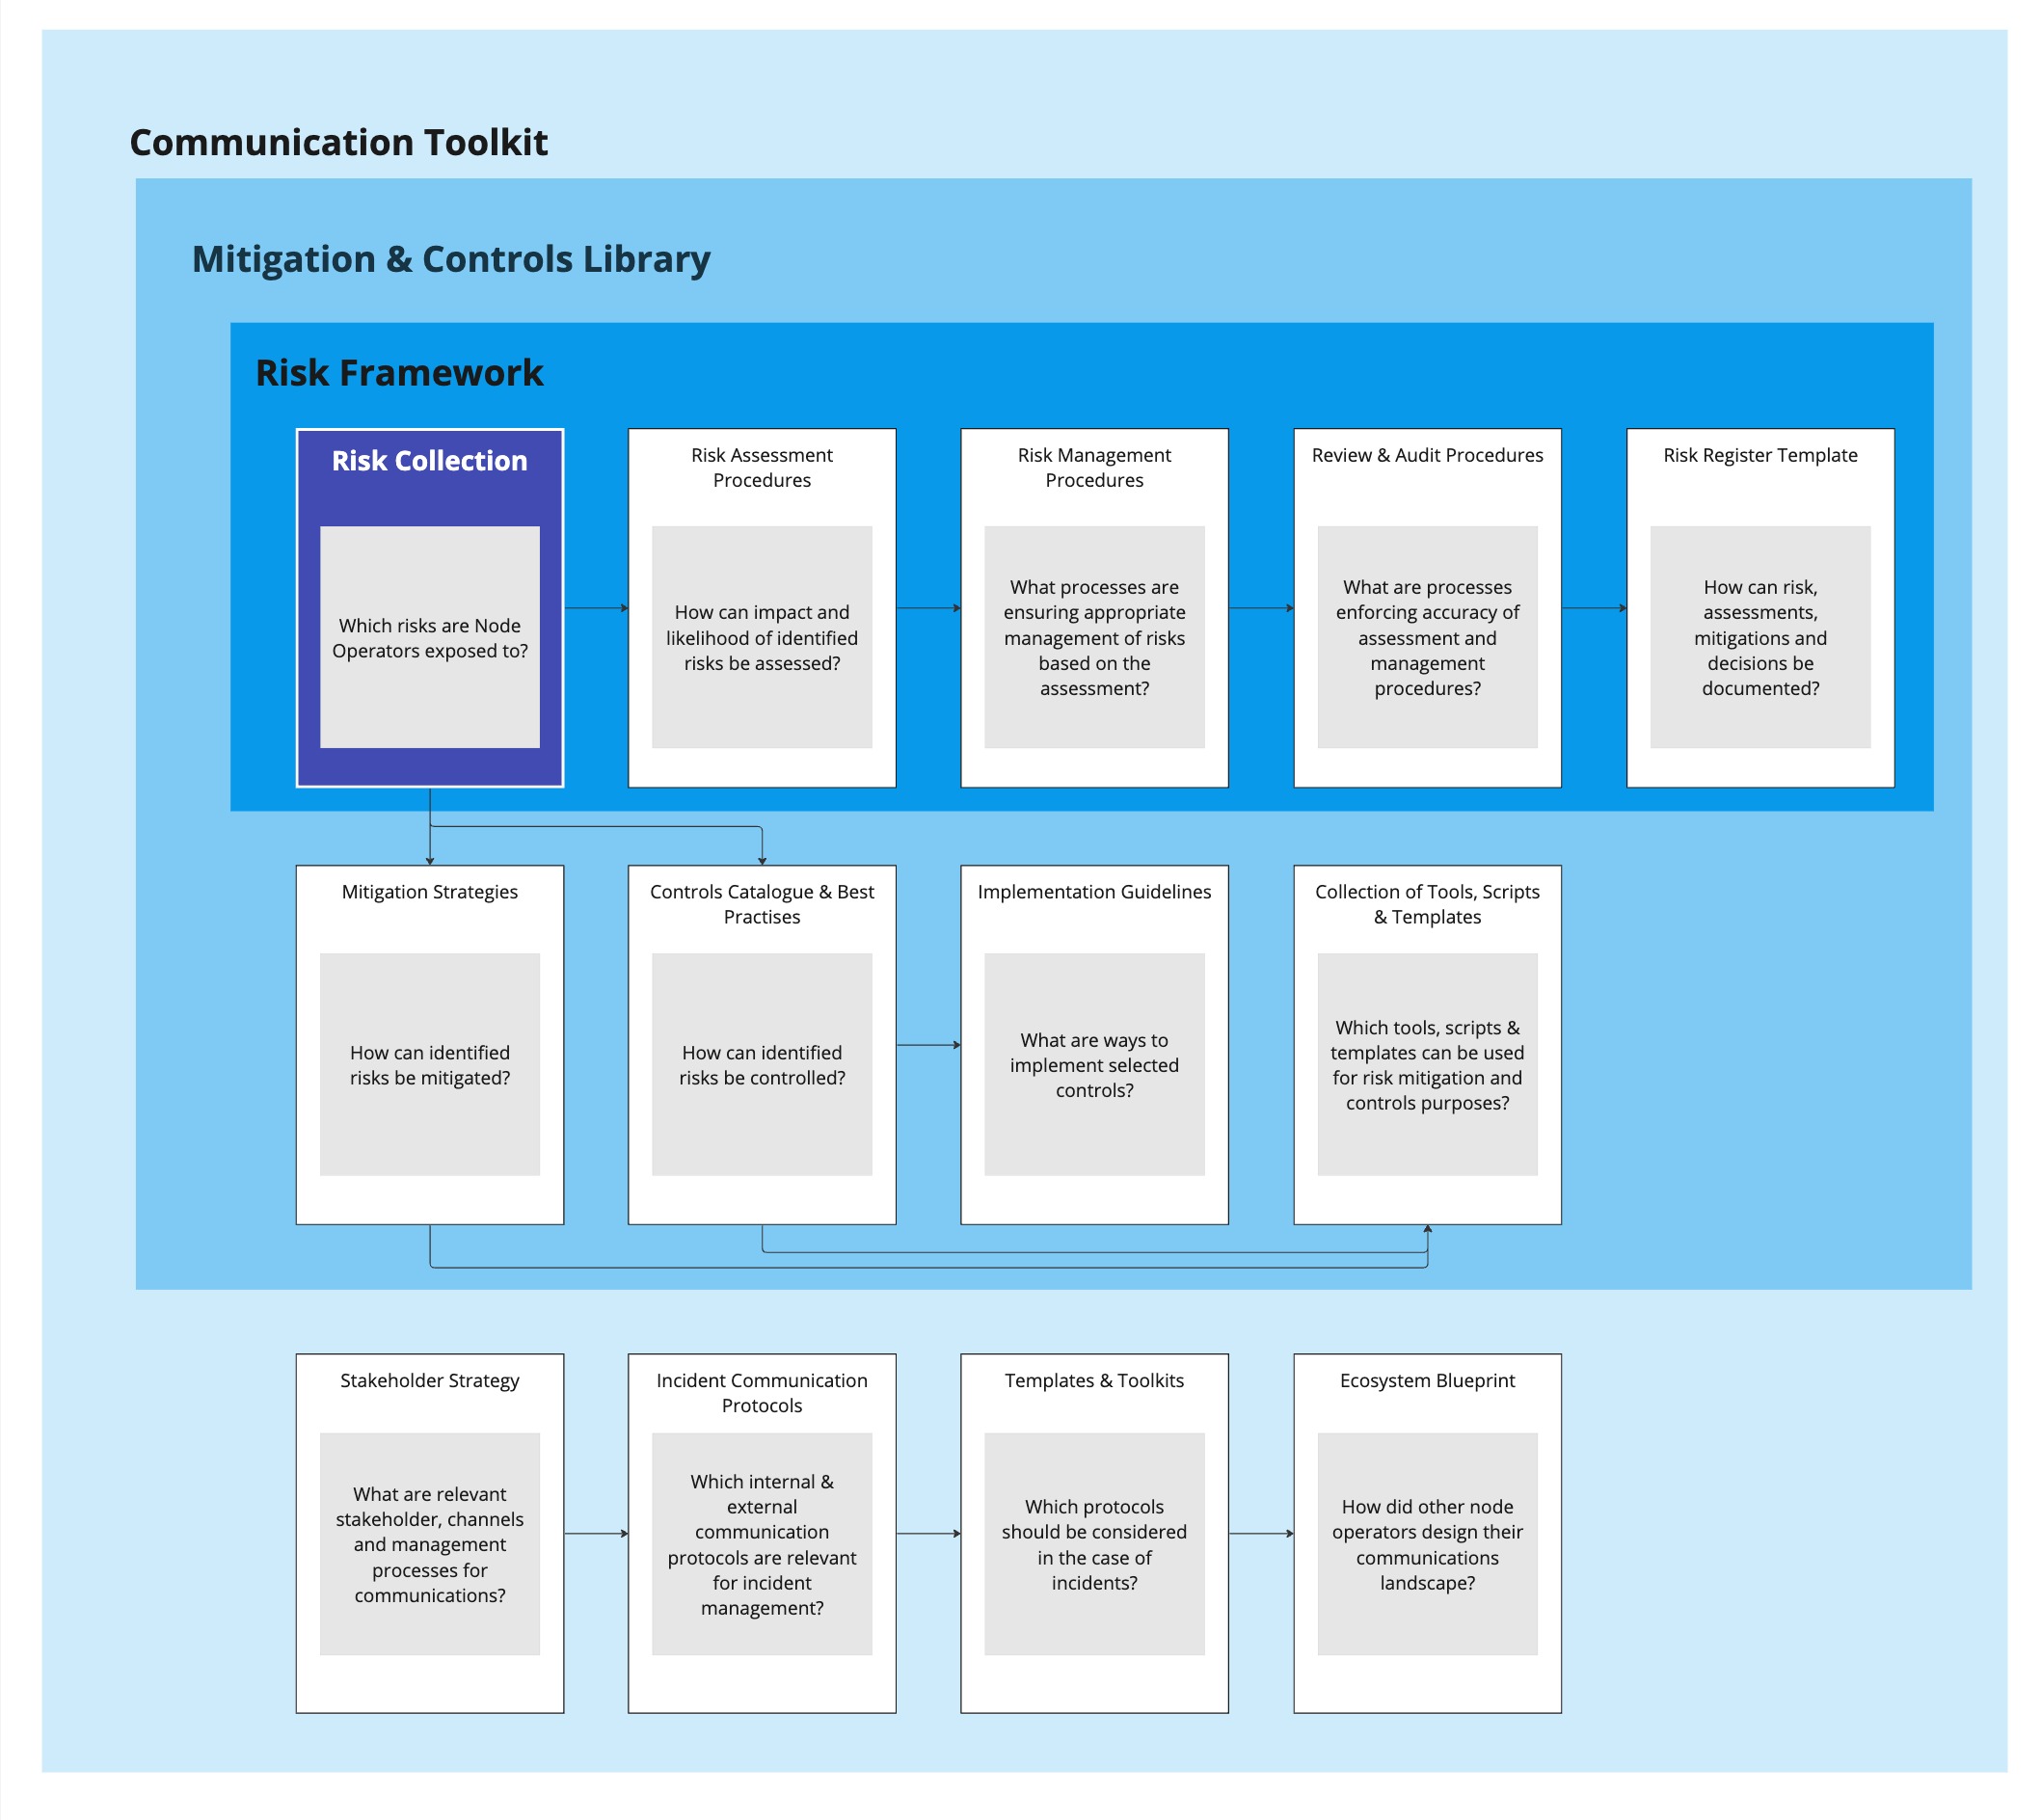 Communication Toolkit
Mitigation & Controls Library
Risk Framework
Risk Collection
Which risks are Node
Operators exposed to?
Risk Assessment
Procedures
How can impact and
likelihood of identified
risks be assessed?
Risk Management
Procedures
What processes are
ensuring appropriate
management of risks
based on the
assessment?
Review & Audit Procedures
What are processes
enforcing accuracy of
assessment and
management
procedures?
Risk Register Template
How can risk,
assessments,
mitigations and
decisions be
documented?
Mitigation Strategies
How can identified
risks be mitigated?
Controls Catalogue & Best
Practises
How can identified
risks be controlled?
Implementation Guidelines
What are ways to
implement selected
controls?
Collection of Tools, Scripts
& Templates
Which tools, scripts &
templates can be used
for risk mitigation and
controls purposes?
Stakeholder Strategy
What are relevant
stakeholder, channels
and management
processes for
communications?
Incident Communication
Protocols
Which internal &
external
communication
protocols are relevant
for incident
management?
Templates & Toolkits
Which protocols
should be considered
in the case of
incidents?
Ecosystem Blueprint
How did other node
operators design their
communications
landscape?